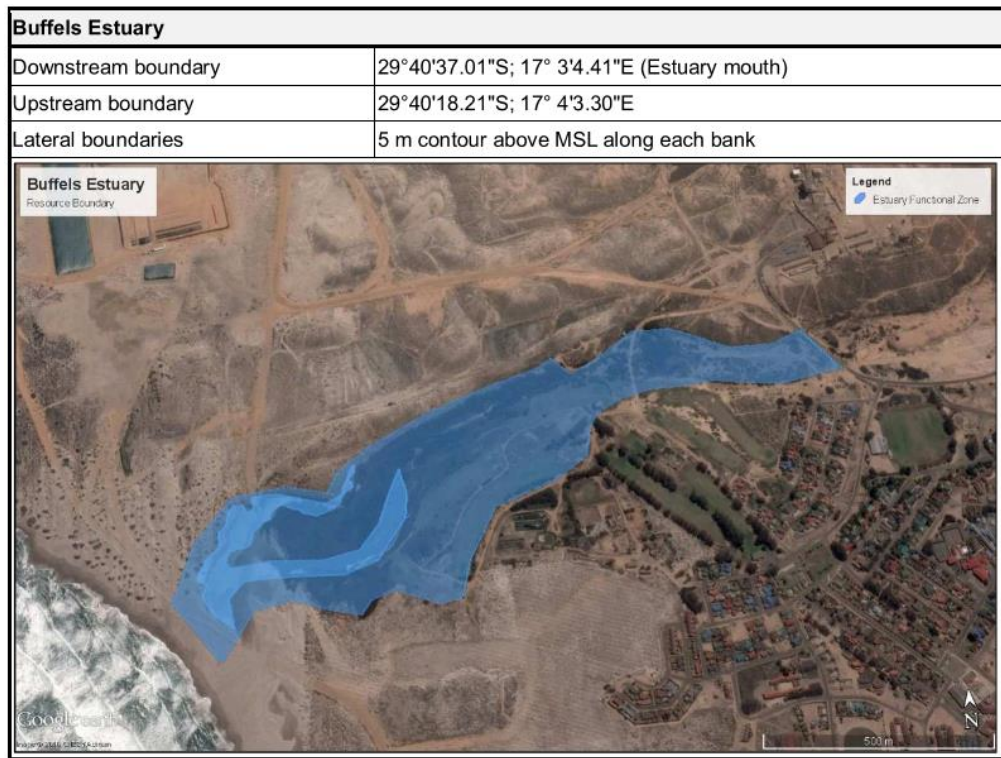 Buffels Estuary
Downstream boundary 29°40'37.01"S; 17° 3'4.41"E (Estuary mouth)
Upstream boundary 29°40'18.21"S; 17° 4'3.30"E
Lateral boundaries 5 m contour above MSL along each bank
Buffels Estuary
Resource Boundary
Legend
Estuary Functional Zone
Google earth
N
500 m